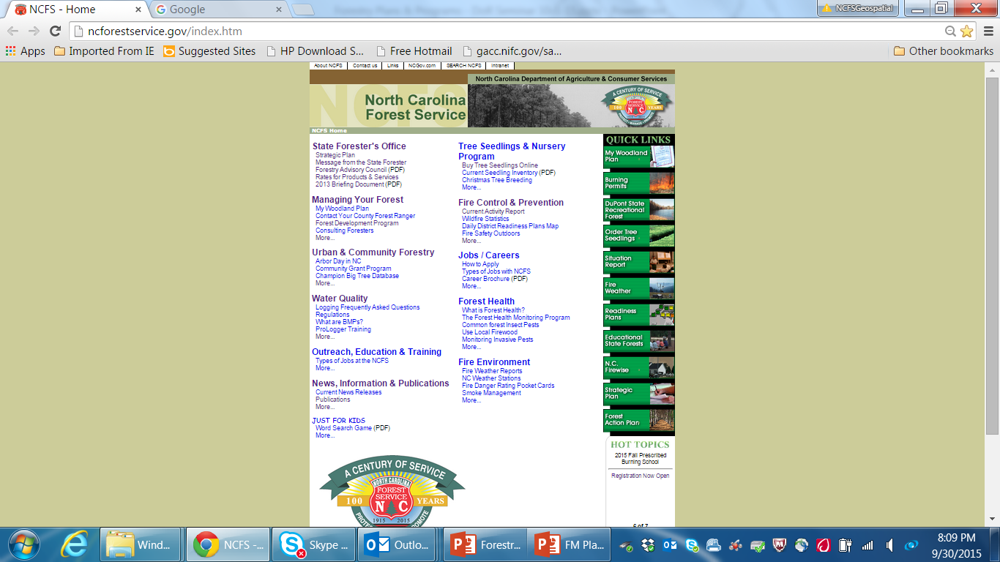 NCFS - Home
Google
NCFSGeospatial
ncforestservice.gov/index.htm
Apps
Imported From IE
Suggested Sites
HP Download S...
Free Hotmail
gacc.nifc.gov/sa...
Other bookmarks
About NCFS
Contact us
Links
NCGov.com
SEARCH NCFS
Intranet
North Carolina Department of Agriculture & Consumer Services
NCFS
North Carolina
Forest Service
A CENTURY OF SERVICE
100 YEARS
FOREST
SERVICE
N C
NCFS Home
State Forester's Office
Strategic Plan
Message from the State Forester
Forestry Advisory Council (PDF)
Rates for Products & Services
2013 Briefing Document (PDF)
Managing Your Forest
My Woodland Plan
Contact Your County Forest Ranger
Forest Development Program
Consulting Foresters
More...
Urban & Community Forestry
Arbor Day in NC
Community Grant Program
Champion Big Tree Database
More...
Water Quality
Logging Frequently Asked Questions
Regulations
What are BMPs?
ProLogger Training
More...
Outreach, Education & Training
Types of Jobs at the NCFS
More...
News, Information & Publications
Current News Releases
Publications
More...
JUST FOR KIDS
Word Search Game (PDF)
More...
Tree Seedlings & Nursery
Program
Buy Tree Seedlings Online
Current Seedling Inventory (PDF)
Christmas Tree Breeding
More...
Fire Control & Prevention
Current Activity Report
Wildfire Statistics
Daily District Readiness Plans Map
Fire Safety Outdoors
More...
Jobs / Careers
How to Apply
Types of Jobs with NCFS
Career Brochure (PDF)
More...
Forest Health
What is Forest Health?
The Forest Health Monitoring Program
Common forest Insect Pests
Use Local Firewood
Monitoring Invasive Pests
More...
Fire Environment
Fire Weather Reports
NC Weather Stations
Fire Danger Rating Pocket Cards
Smoke Management
More...
QUICK LINKS
My Woodland
Plan
Burning
Permits
DuPont State
Recreational
Forest
Order Tree
Seedlings
Situation
Report
Fire
Weather
Readiness
Plans
Educational
State Forests
N.C.
Firewise
Strategic
Plan
Forest
Action Plan
HOT TOPICS
2015 Fall Prescribed
Burning School
Registration Now Open
6 of 7
A CENTURY OF SERVICE
NORTH CAROLINA
FOREST
SERVICE
100 YEARS
N C
1915 2015
Wind...
NCFS -...
Skype ...
Outlo...
Forestr...
FM Pla...
8:09 PM
9/30/2015